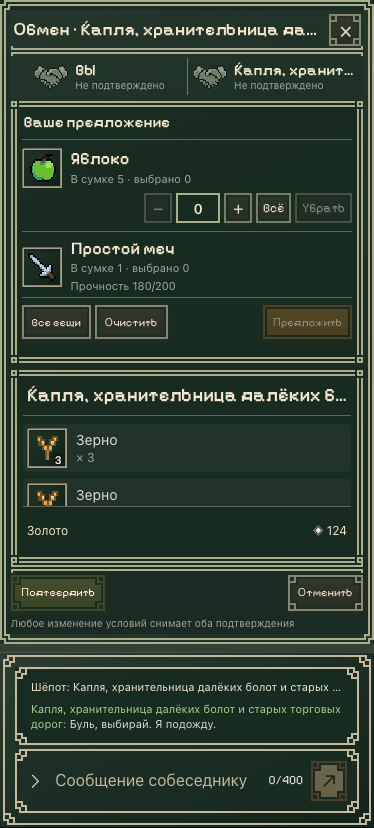 Обмен · Капля, хранительница да...
Вы
Не подтверждено
Капля, хранит...
Не подтверждено
Ваше предложение
Яблоко
В сумке 5 · выбрано 0
− 0 + Всё Убрать
Простой меч
В сумке 1 · выбрано 0
Прочность 180/200
Все вещи Очистить Предложить
Капля, хранительница далёких б...
3
Зерно
× 3
Зерно
Золото 124
Подтвердить Отменить
Любое изменение условий снимает оба подтверждения
Шёпот: Капля, хранительница далёких болот и старых ...
Капля, хранительница далёких болот и старых торговых
дорог: Буль, выбирай. Я подожду.
Сообщение собеседнику 0/400